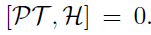 [𝒫𝒯, ℋ] = 0.